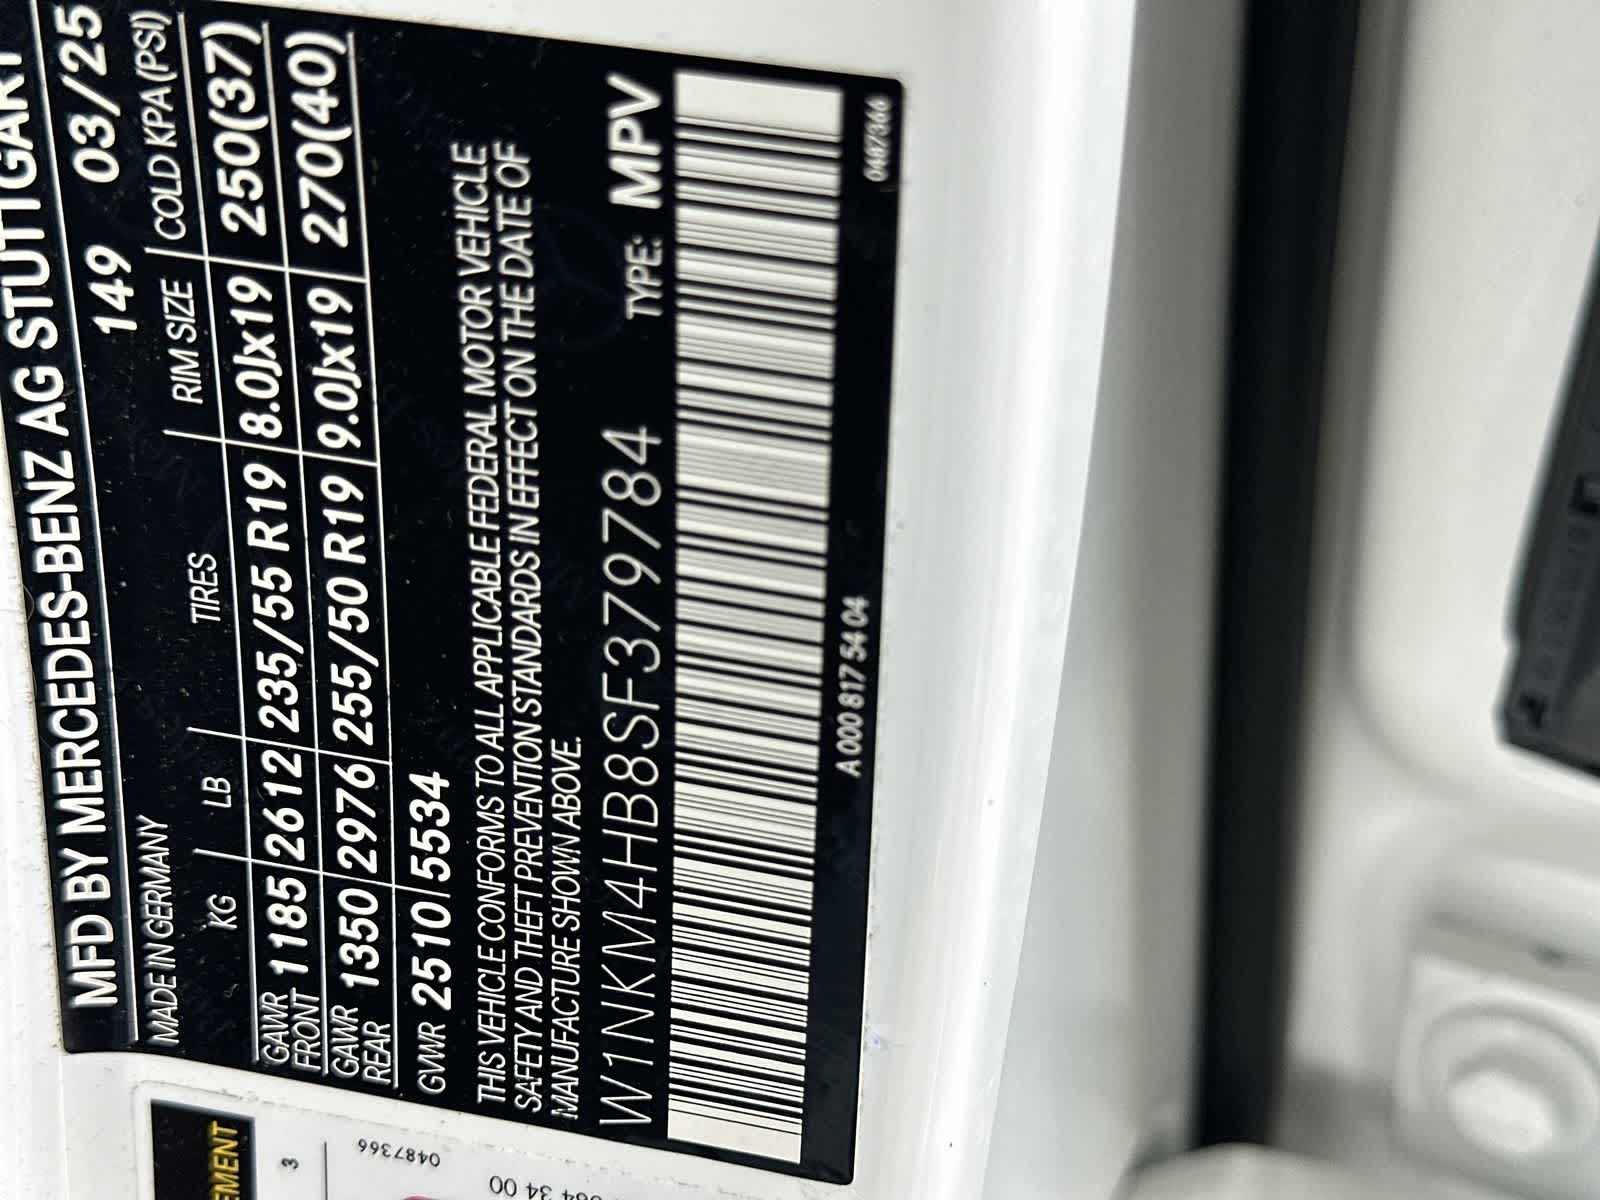 MFD BY MERCEDES-BENZ AG STUTTGART
MADE IN GERMANY 149 03/25
KG LB TIRES RIM SIZE COLD KPA (PSI)
GAWR FRONT 1185 2612 235/55 R19 8.0Jx19 250(37)
GAWR REAR 1350 2976 255/50 R19 9.0Jx19 270(40)
GVWR 2510 5534
THIS VEHICLE CONFORMS TO ALL APPLICABLE FEDERAL MOTOR VEHICLE
SAFETY AND THEFT PREVENTION STANDARDS IN EFFECT ON THE DATE OF
MANUFACTURE SHOWN ABOVE.
W1NKM4HB8SF379784 TYPE: MPV
A 000 817 54 04 0487366
3
0487366
34 00